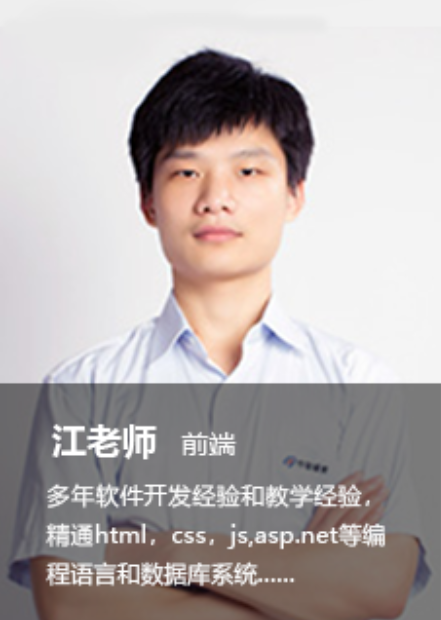 江老师 前端
多年软件开发经验和教学经验，
精通html，css，js,asp.net等编
程语言和数据库系统......